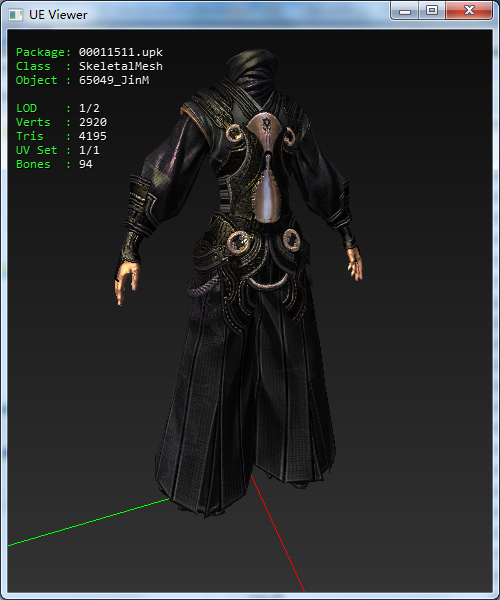 UE Viewer
Package: 00011511.upk
Class  : SkeletalMesh
Object : 65049_JinM
LOD    : 1/2
Verts  : 2920
Tris   : 4195
UV Set : 1/1
Bones  : 94